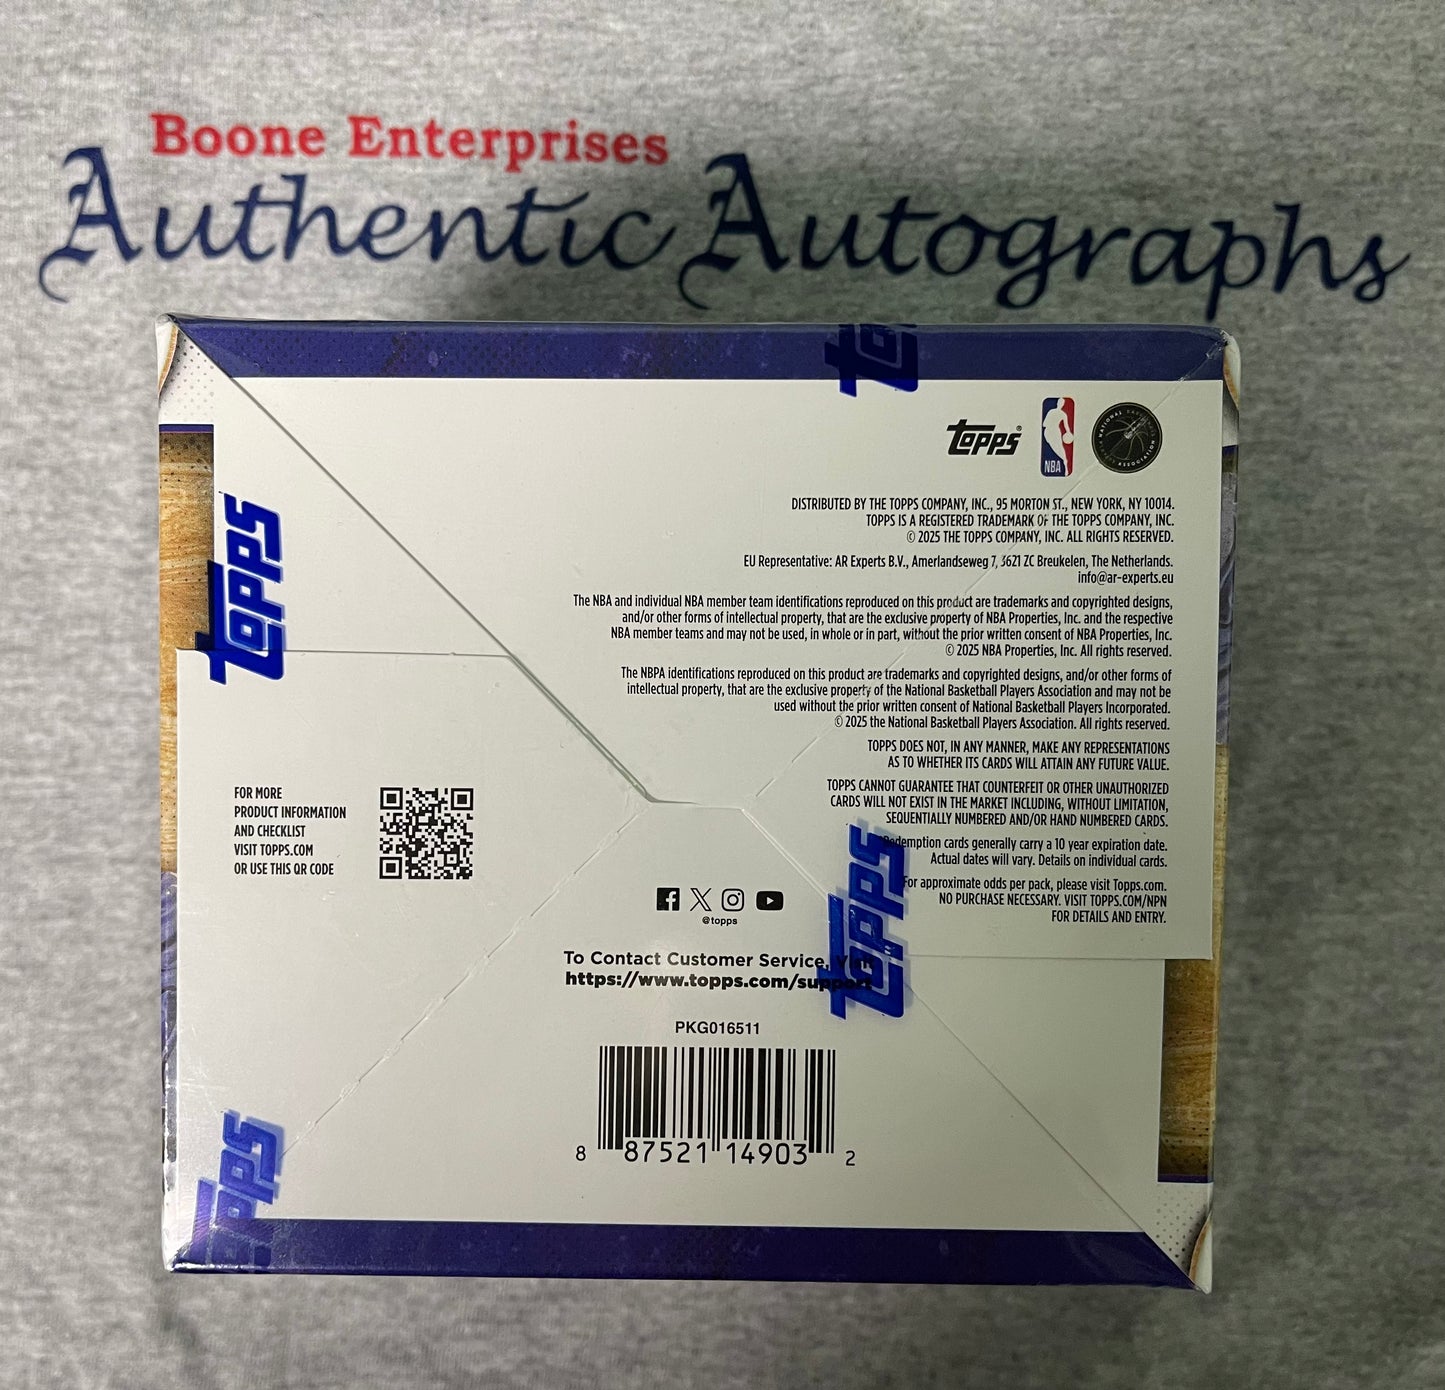 Boone Enterprises
Authentic Autographs
TOPPS
TOPPS
TOPPS
NBA
NATIONAL BASKETBALL PLAYERS ASSOCIATION
DISTRIBUTED BY THE TOPPS COMPANY, INC., 95 MORTON ST., NEW YORK, NY 10014.
TOPPS IS A REGISTERED TRADEMARK OF THE TOPPS COMPANY, INC.
© 2025 THE TOPPS COMPANY, INC. ALL RIGHTS RESERVED.
EU Representative: AR Experts B.V., Amerlandseweg 7, 3621 ZC Breukelen, The Netherlands.
info@ar-experts.eu
The NBA and individual NBA member team identifications reproduced on this product are trademarks and copyrighted designs,
and/or other forms of intellectual property, that are the exclusive property of NBA Properties, Inc. and the respective
NBA member teams and may not be used, in whole or in part, without the prior written consent of NBA Properties, Inc.
© 2025 NBA Properties, Inc. All rights reserved.
The NBPA identifications reproduced on this product are trademarks and copyrighted designs, and/or other forms of
intellectual property, that are the exclusive property of the National Basketball Players Association and may not be
used without the prior written consent of National Basketball Players Incorporated.
© 2025 the National Basketball Players Association. All rights reserved.
TOPPS DOES NOT, IN ANY MANNER, MAKE ANY REPRESENTATIONS
AS TO WHETHER ITS CARDS WILL ATTAIN ANY FUTURE VALUE.
TOPPS CANNOT GUARANTEE THAT COUNTERFEIT OR OTHER UNAUTHORIZED
CARDS WILL NOT EXIST IN THE MARKET INCLUDING, WITHOUT LIMITATION,
SEQUENTIALLY NUMBERED AND/OR HAND NUMBERED CARDS.
Redemption cards generally carry a 10 year expiration date.
Actual dates will vary. Details on individual cards.
For approximate odds per pack, please visit Topps.com.
NO PURCHASE NECESSARY. VISIT TOPPS.COM/NPN
FOR DETAILS AND ENTRY.
FOR MORE
PRODUCT INFORMATION
AND CHECKLIST
VISIT TOPPS.COM
OR USE THIS QR CODE
@topps
TOPPS
To Contact Customer Service, Visit
https://www.topps.com/support
PKG016511
8 87521 14903 2
TOPPS